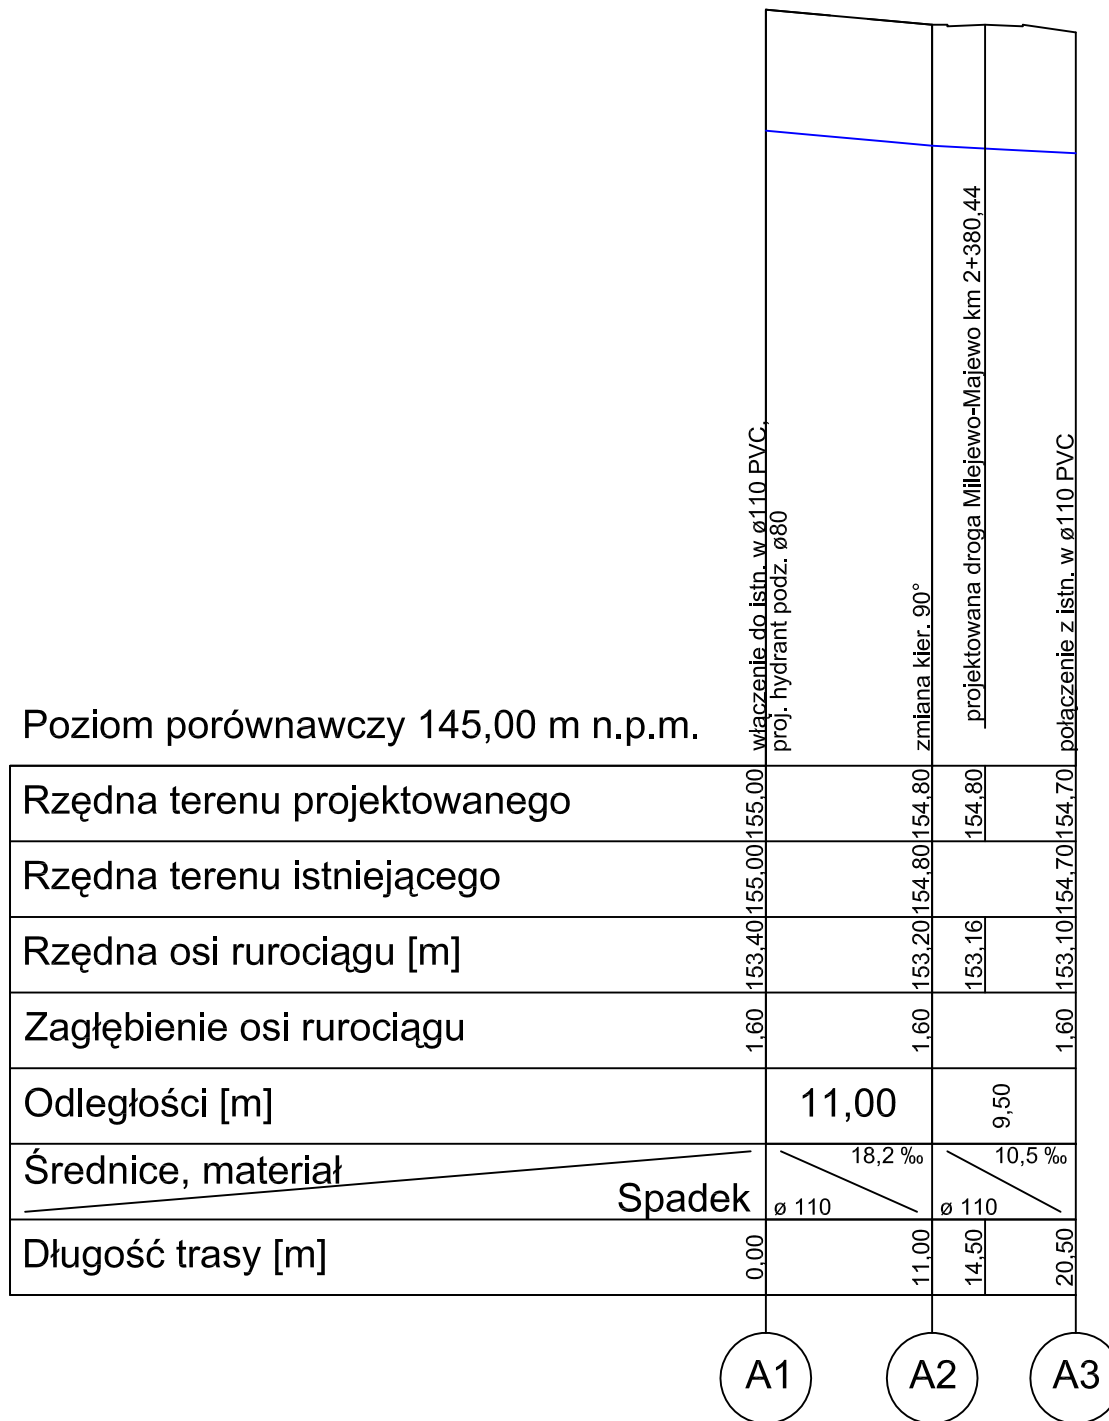 włączenie do istn. w ø110 PVC,
proj. hydrant podz. ø80
zmiana kier. 90°
projektowana droga Milejewo-Majewo km 2+380,44
połączenie z istn. w ø110 PVC
Poziom porównawczy 145,00 m n.p.m.
Rzędna terenu projektowanego 155,00 154,80 154,80 154,70
Rzędna terenu istniejącego 155,00 154,80 154,70
Rzędna osi rurociągu [m] 153,40 153,20 153,16 153,10
Zagłębienie osi rurociągu 1,60 1,60 1,60
Odległości [m] 11,00 9,50
Średnice, materiał 18,2 ‰ 10,5 ‰
Spadek ø 110 ø 110
Długość trasy [m] 0,00 11,00 14,50 20,50
A1 A2 A3